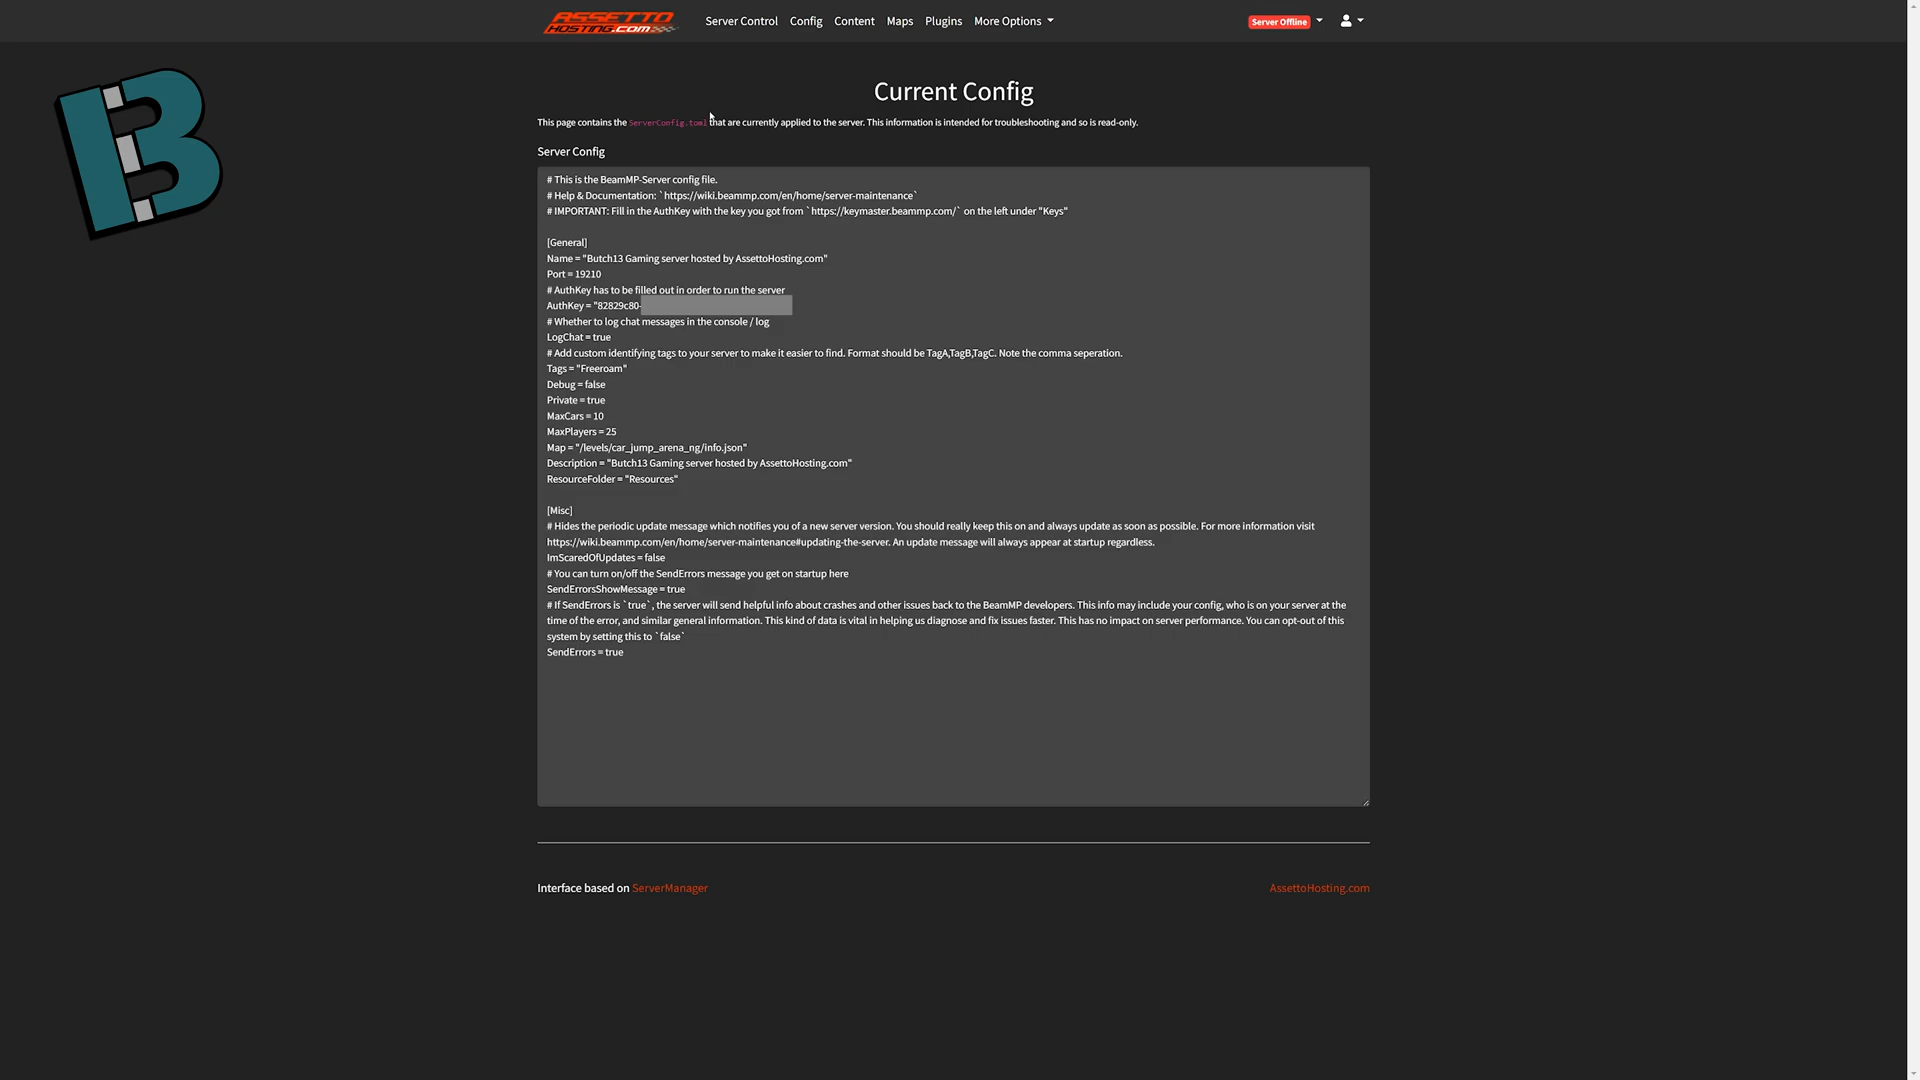 ASSETTO
HOSTING.COM
Server Control Config Content Maps Plugins More Options Server Offline
B
Current Config
This page contains the ServerConfig.toml that are currently applied to the server. This information is intended for troubleshooting and so is read-only.
Server Config
# This is the BeamMP-Server config file.
# Help & Documentation: `https://wiki.beammp.com/en/home/server-maintenance`
# IMPORTANT: Fill in the AuthKey with the key you got from `https://keymaster.beammp.com/` on the left under "Keys"
[General]
Name = "Butch13 Gaming server hosted by AssettoHosting.com"
Port = 19210
# AuthKey has to be filled out in order to run the server
AuthKey = "82829c80-
# Whether to log chat messages in the console / log
LogChat = true
# Add custom identifying tags to your server to make it easier to find. Format should be TagA,TagB,TagC. Note the comma seperation.
Tags = "Freeroam"
Debug = false
Private = true
MaxCars = 10
MaxPlayers = 25
Map = "/levels/car_jump_arena_ng/info.json"
Description = "Butch13 Gaming server hosted by AssettoHosting.com"
ResourceFolder = "Resources"
[Misc]
# Hides the periodic update message which notifies you of a new server version. You should really keep this on and always update as soon as possible. For more information visit
https://wiki.beammp.com/en/home/server-maintenance#updating-the-server. An update message will always appear at startup regardless.
ImScaredOfUpdates = false
# You can turn on/off the SendErrors message you get on startup here
SendErrorsShowMessage = true
# If SendErrors is `true`, the server will send helpful info about crashes and other issues back to the BeamMP developers. This info may include your config, who is on your server at the
time of the error, and similar general information. This kind of data is vital in helping us diagnose and fix issues faster. This has no impact on server performance. You can opt-out of this
system by setting this to `false`
SendErrors = true
Interface based on ServerManager
AssettoHosting.com